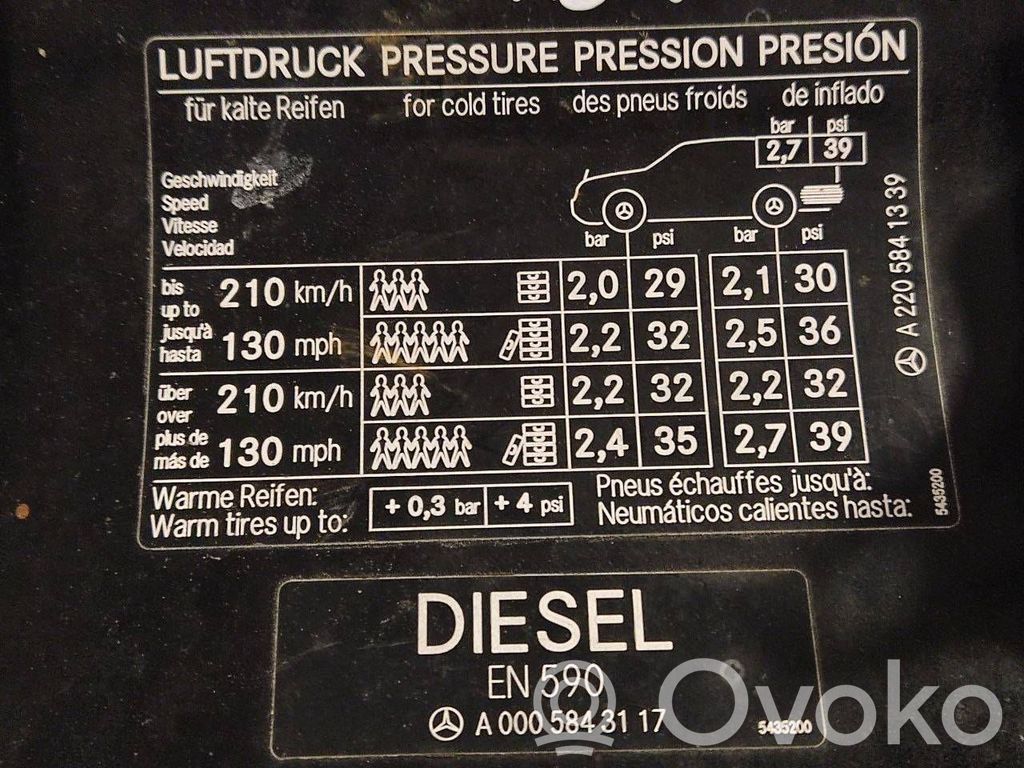 LUFTDRUCK PRESSURE PRESSION PRESIÓN
für kalte Reifen for cold tires des pneus froids de inflado
bar psi
2,7 39
Geschwindigkeit
Speed
Vitesse
Velocidad
bar psi bar psi
bis up to jusqu'à hasta
210 km/h 2,0 29 2,1 30
130 mph 2,2 32 2,5 36
über over plus de más de
210 km/h 2,2 32 2,2 32
130 mph 2,4 35 2,7 39
Warme Reifen:
Warm tires up to:
+ 0,3 bar + 4 psi
Pneus échauffes jusqu'à:
Neumáticos calientes hasta:
A 220 584 13 39
5435200
DIESEL
EN 590
A 000 584 31 17
5435200
Ovoko